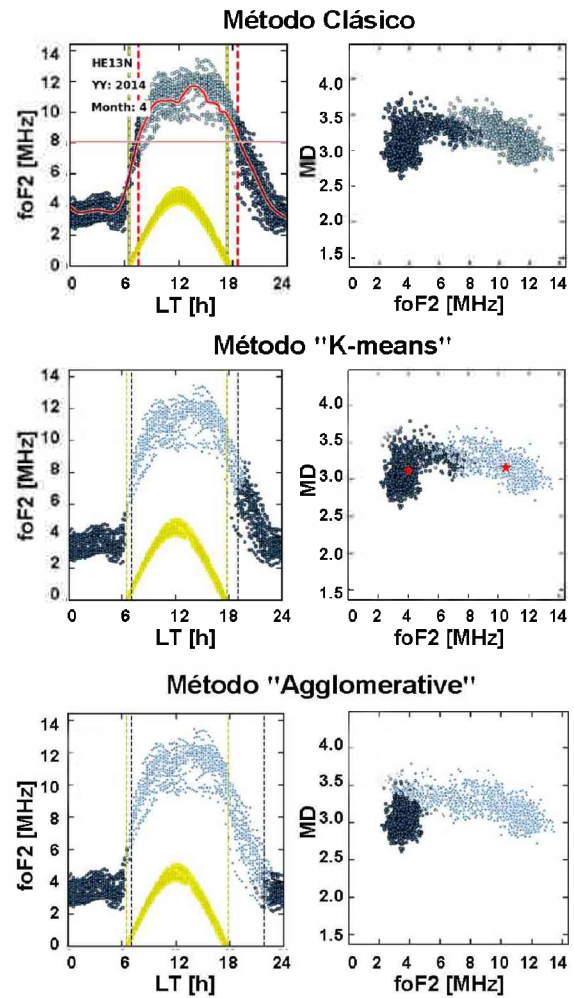 Método Clásico
14
12
10
8
6
4
2
0
foF2 [MHz]
HE13N
YY: 2014
Month: 4
0 6 12 18 24
LT [h]
4.0
3.5
3.0
2.5
2.0
1.5
MD
0 2 4 6 8 10 12 14
foF2 [MHz]
Método "K-means"
14
12
10
8
6
4
2
0
foF2 [MHz]
0 6 12 18 24
LT [h]
4.0
3.5
3.0
2.5
2.0
1.5
MD
0 2 4 6 8 10 12 14
foF2 [MHz]
Método "Agglomerative"
14
12
10
8
6
4
2
0
foF2 [MHz]
0 6 12 18 24
LT [h]
4.0
3.5
3.0
2.5
2.0
1.5
MD
0 2 4 6 8 10 12 14
foF2 [MHz]